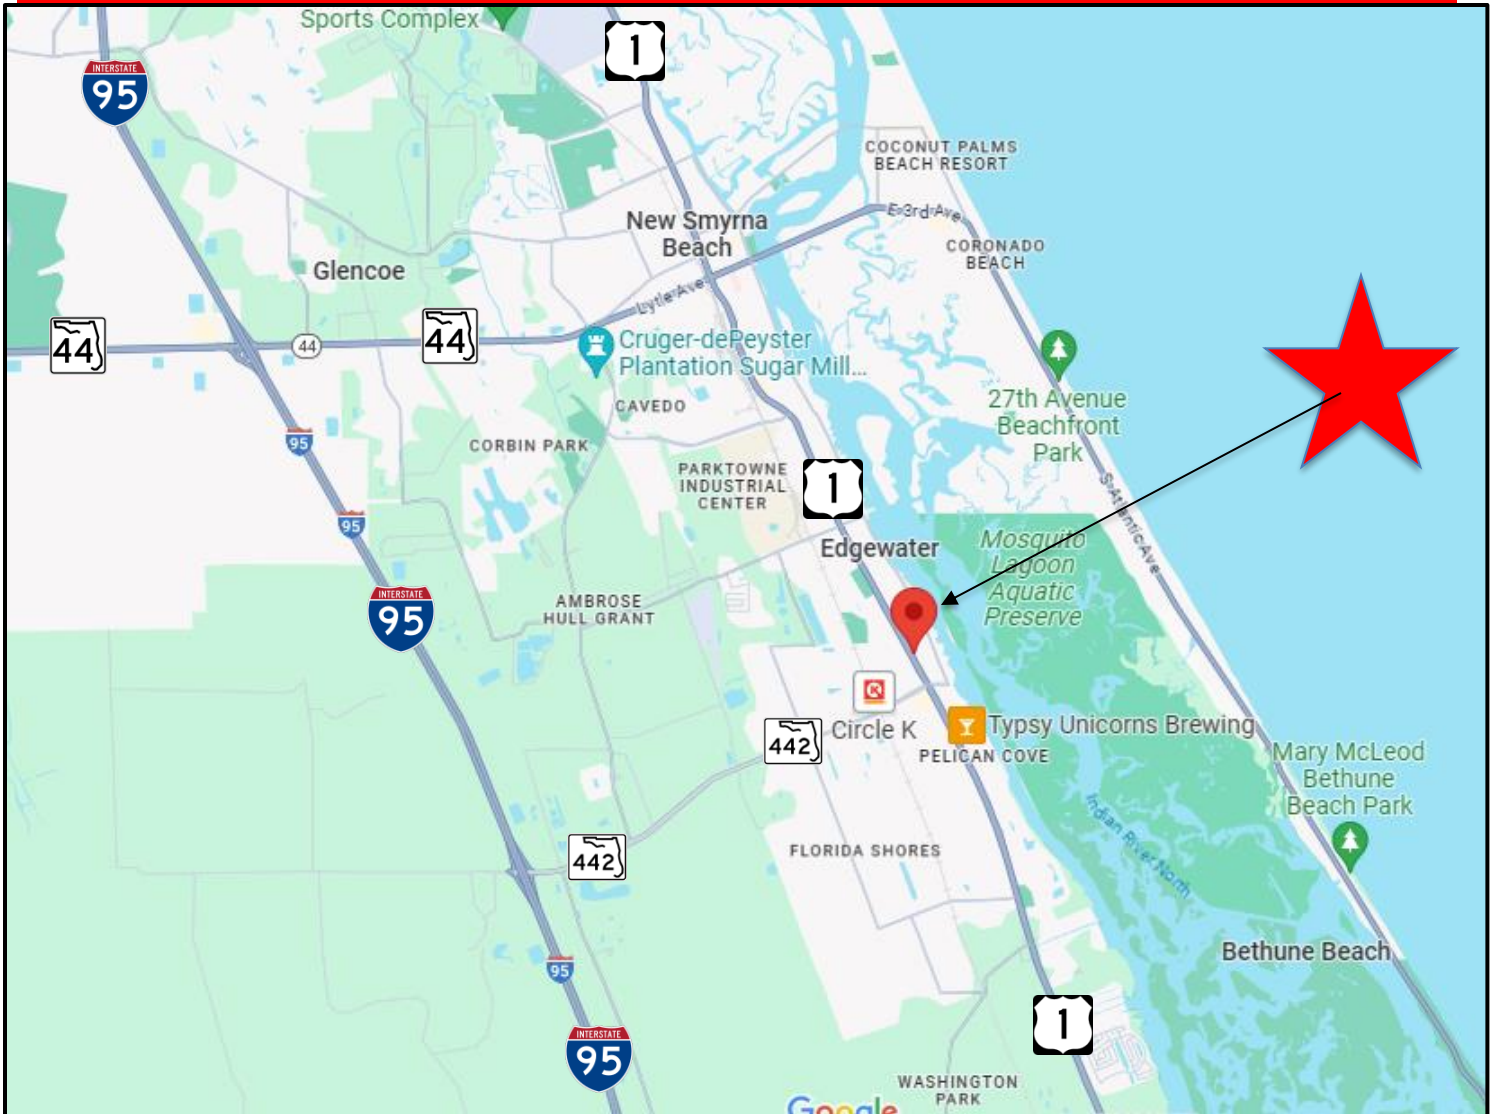 Sports Complex
1
INTERSTATE
95
COCONUT PALMS
BEACH RESORT
E 3rd Ave
New Smyrna
Beach
CORONADO
BEACH
Glencoe
Lytle Ave
44
44
44
Cruger-dePeyster
Plantation Sugar Mill...
27th Avenue
Beachfront
Park
CAVEDO
95
CORBIN PARK
PARKTOWNE
INDUSTRIAL
CENTER
1
S Atlantic Ave
95
Edgewater
Mosquito
Lagoon
Aquatic
Preserve
INTERSTATE
95
AMBROSE
HULL GRANT
K
Circle K
442
Typsy Unicorns Brewing
PELICAN COVE
Mary McLeod
Bethune
Beach Park
Indian River North
442
FLORIDA SHORES
Bethune Beach
95
1
INTERSTATE
95
WASHINGTON
PARK
Google